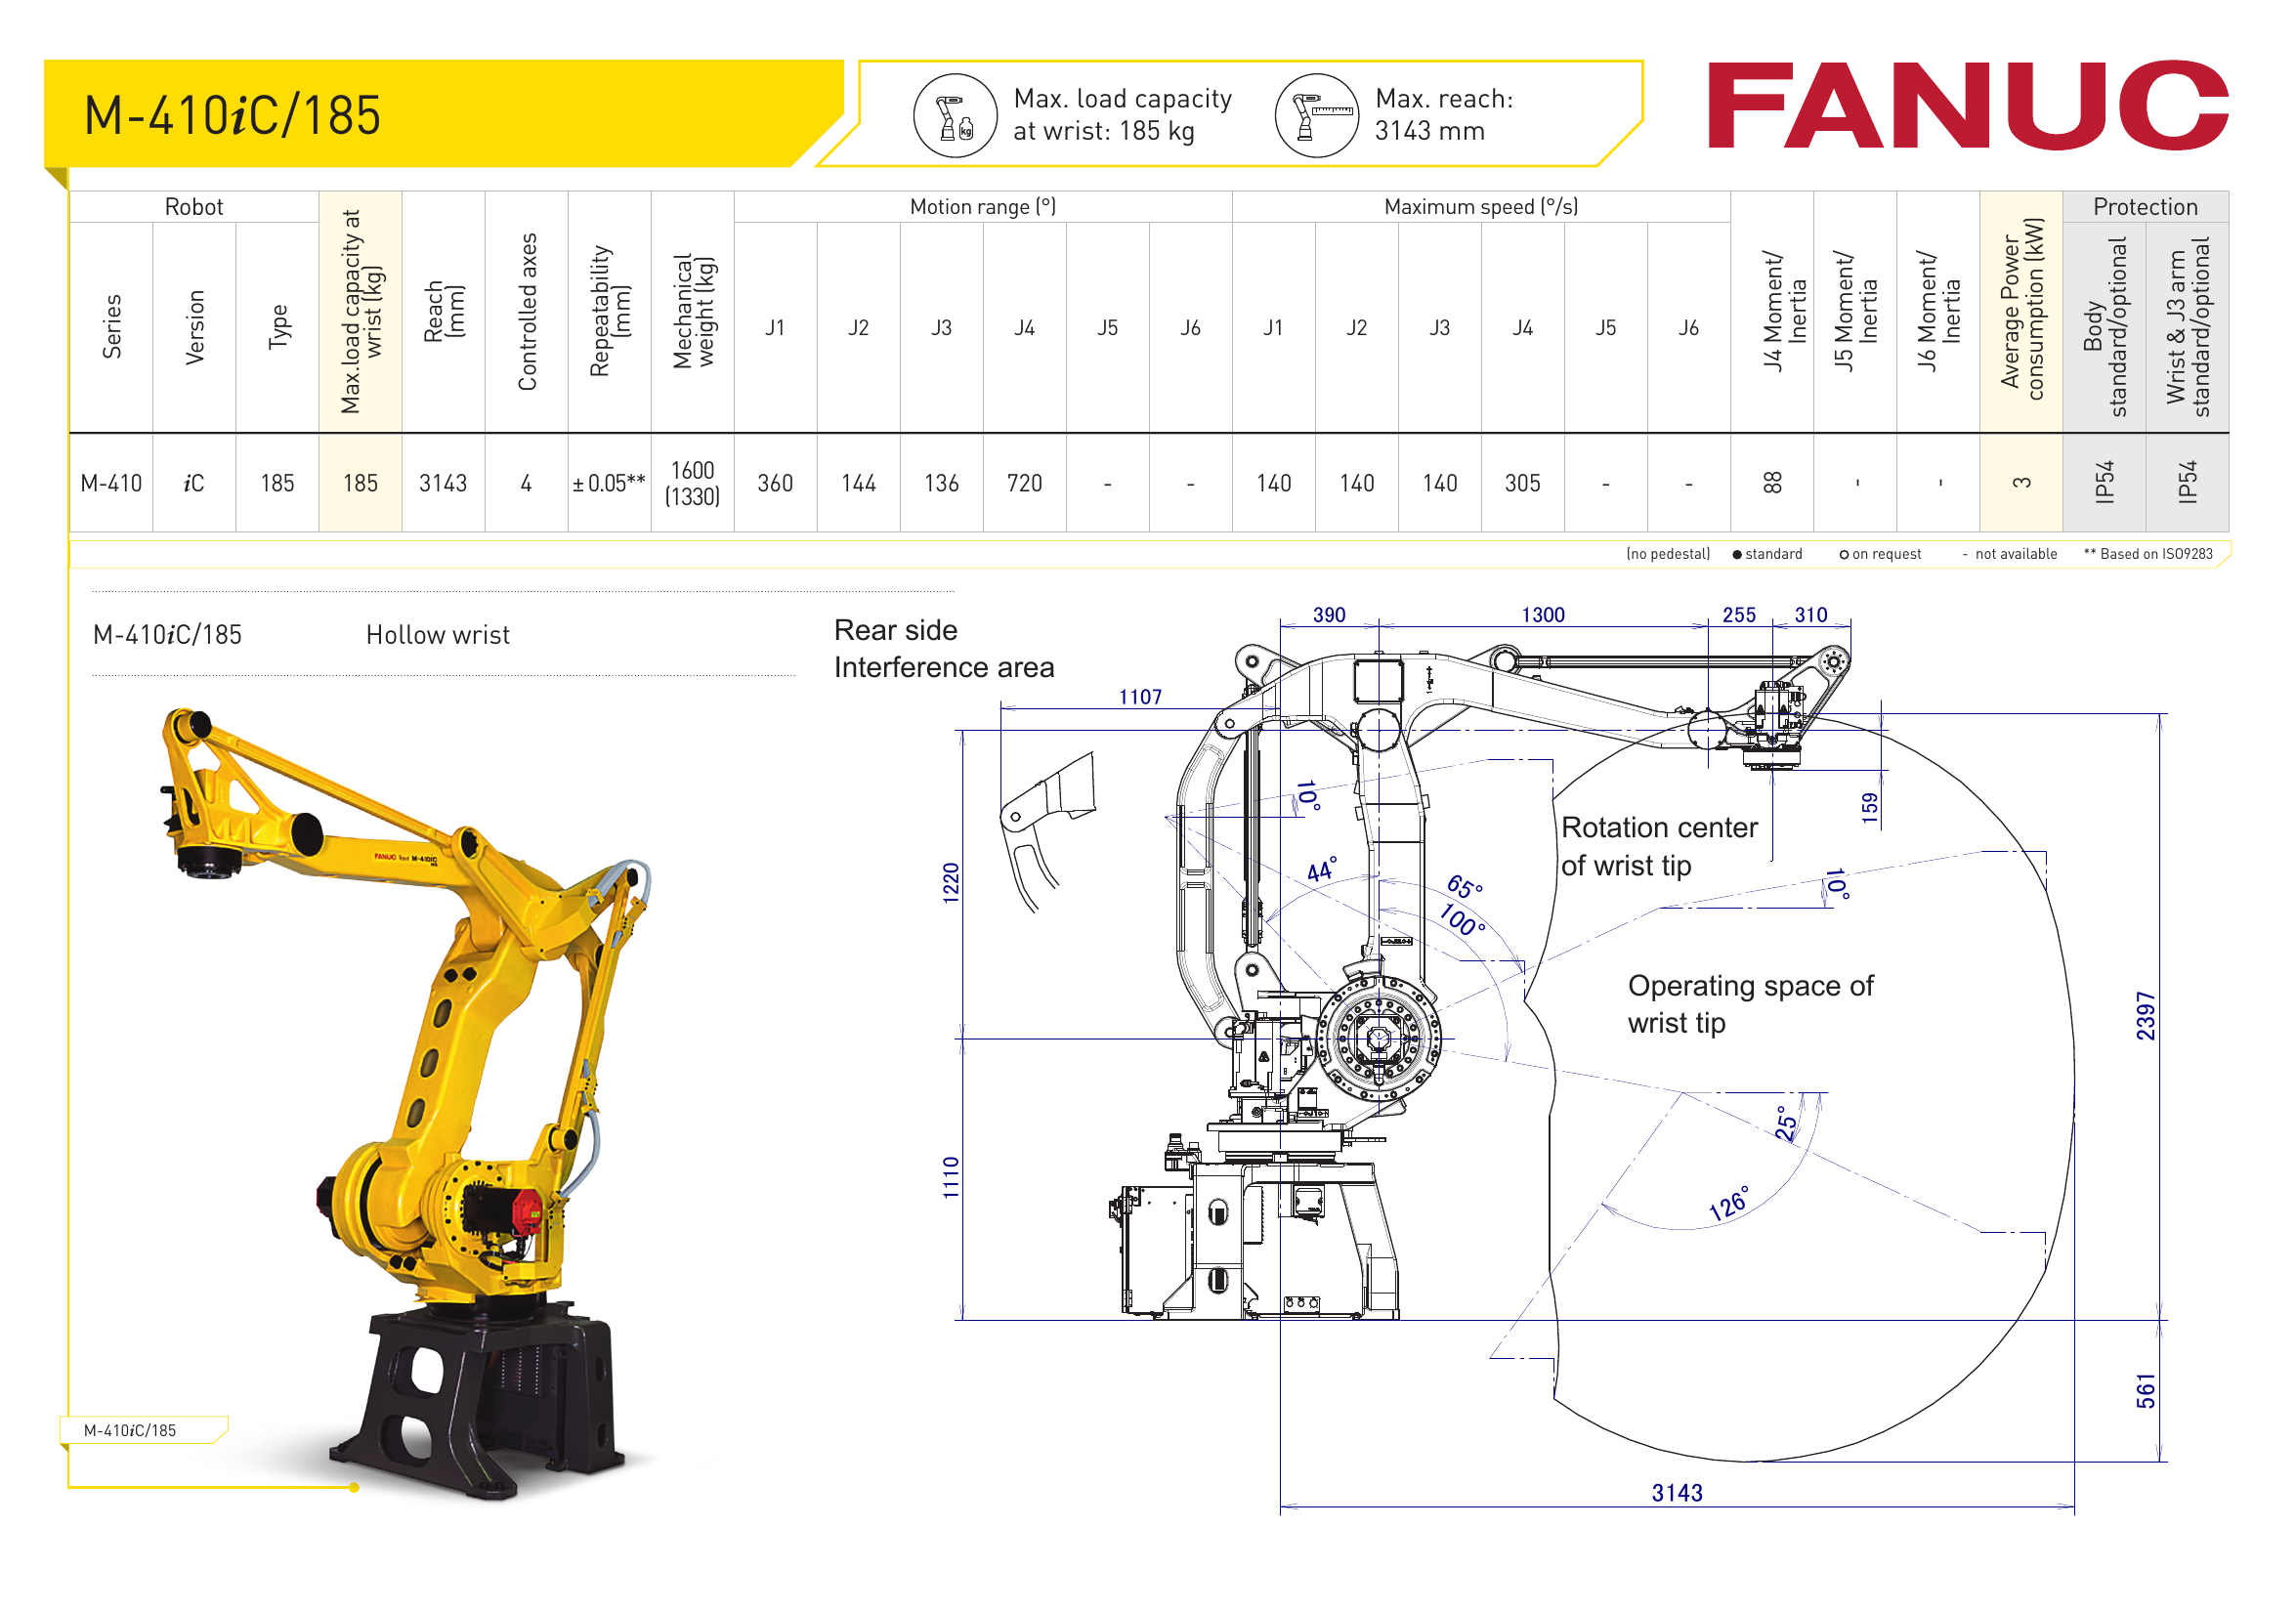 M-410iC/185
Max. load capacity
at wrist: 185 kg
Max. reach:
3143 mm
FANUC
Robot
Series
Version
Type
Max.load capacity at
wrist (kg)
Reach
(mm)
Controlled axes
Repeatability
(mm)
Mechanical
weight (kg)
Motion range (°)
J1 J2 J3 J4 J5 J6
Maximum speed (°/s)
J1 J2 J3 J4 J5 J6
J4 Moment/
Inertia
J5 Moment/
Inertia
J6 Moment/
Inertia
Average Power
consumption (kW)
Protection
Body
standard/optional
Wrist & J3 arm
standard/optional
M-410 iC 185 185 3143 4 ± 0.05** 1600 (1330) 360 144 136 720 - - 140 140 140 305 - - 88 - - 3 IP54 IP54
(no pedestal) ● standard ○ on request - not available ** Based on ISO9283
M-410iC/185 Hollow wrist
Rear side
Interference area
390
1300
255
310
1107
10°
159
Rotation center
of wrist tip
44°
65°
100°
10°
1220
Operating space of
wrist tip
2397
25°
126°
1110
561
3143
FANUC Robot M-410iC
M-410iC/185